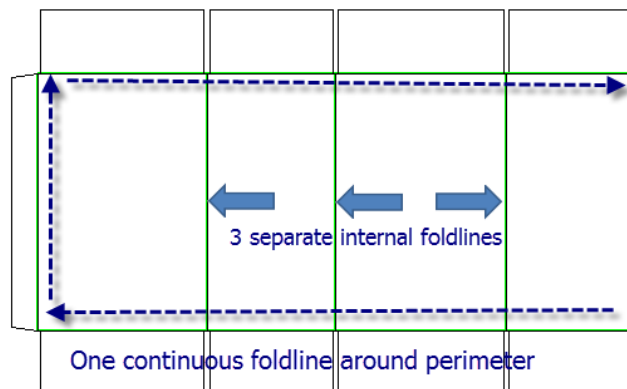 3 separate internal foldlines
One continuous foldline around perimeter